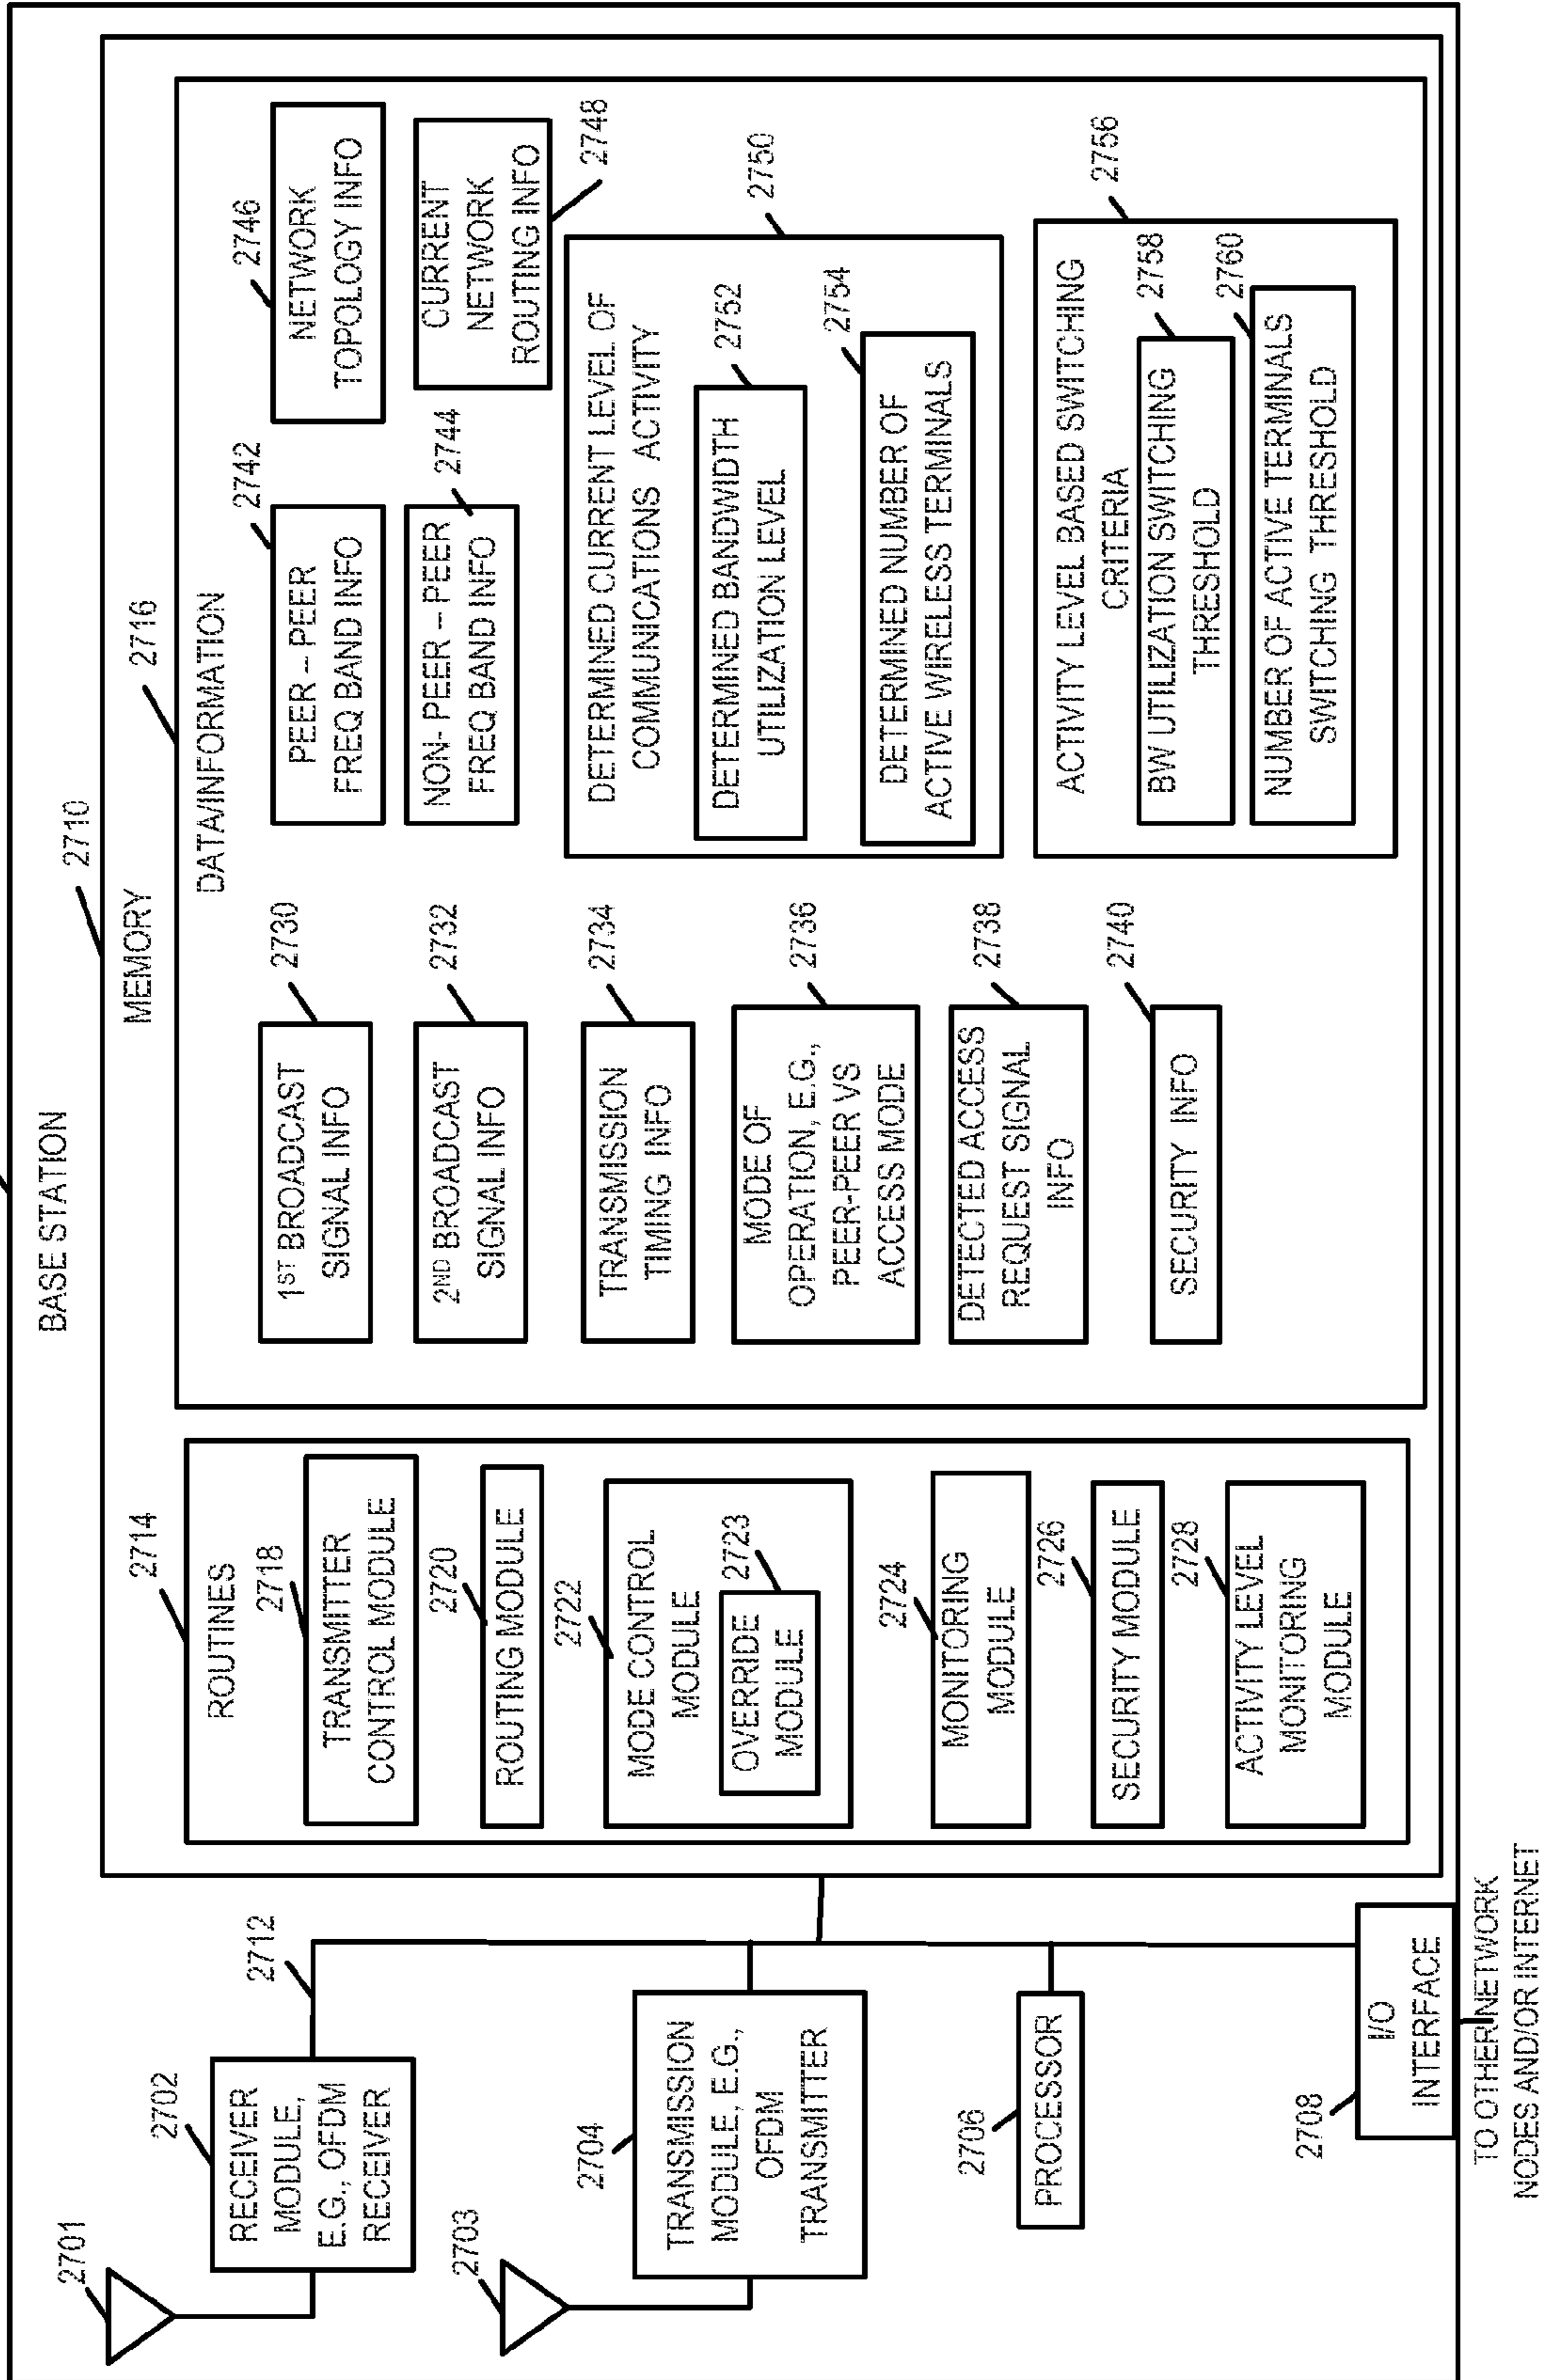 BASE STATION
2710
MEMORY
2701
2702
RECEIVER
MODULE,
E.G., OFDM
RECEIVER
2712
2703
2704
TRANSMISSION
MODULE, E.G.,
OFDM
TRANSMITTER
2706
PROCESSOR
2708
I/O
INTERFACE
TO OTHER NETWORK
NODES AND/OR INTERNET
2714
ROUTINES
2718
TRANSMITTER
CONTROL MODULE
2720
ROUTING MODULE
2722
MODE CONTROL
MODULE
2723
OVERRIDE
MODULE
2724
MONITORING
MODULE
2726
SECURITY MODULE
2728
ACTIVITY LEVEL
MONITORING
MODULE
2716
DATA/INFORMATION
2730
1ST BROADCAST
SIGNAL INFO
2732
2ND BROADCAST
SIGNAL INFO
2734
TRANSMISSION
TIMING INFO
2736
MODE OF
OPERATION, E.G.,
PEER-PEER VS
ACCESS MODE
2738
DETECTED ACCESS
REQUEST SIGNAL
INFO
2740
SECURITY INFO
2742
PEER – PEER
FREQ BAND INFO
2744
NON- PEER – PEER
FREQ BAND INFO
2746
NETWORK
TOPOLOGY INFO
2748
CURRENT
NETWORK
ROUTING INFO
2750
DETERMINED CURRENT LEVEL OF
COMMUNICATIONS ACTIVITY
2752
DETERMINED BANDWIDTH
UTILIZATION LEVEL
2754
DETERMINED NUMBER OF
ACTIVE WIRELESS TERMINALS
2756
ACTIVITY LEVEL BASED SWITCHING
CRITERIA
2758
BW UTILIZATION SWITCHING
THRESHOLD
2760
NUMBER OF ACTIVE TERMINALS
SWITCHING THRESHOLD